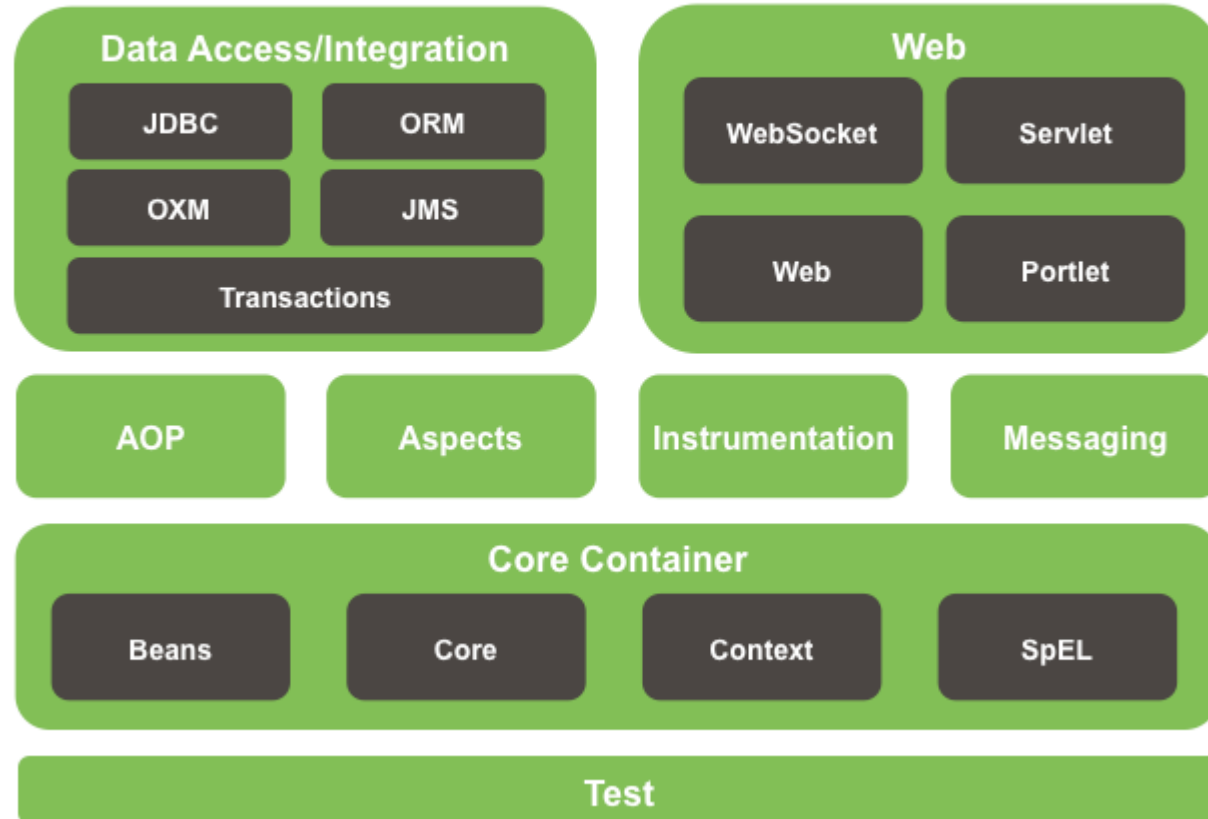 Data Access/Integration
JDBC
ORM
OXM
JMS
Transactions
Web
WebSocket
Servlet
Web
Portlet
AOP
Aspects
Instrumentation
Messaging
Core Container
Beans
Core
Context
SpEL
Test